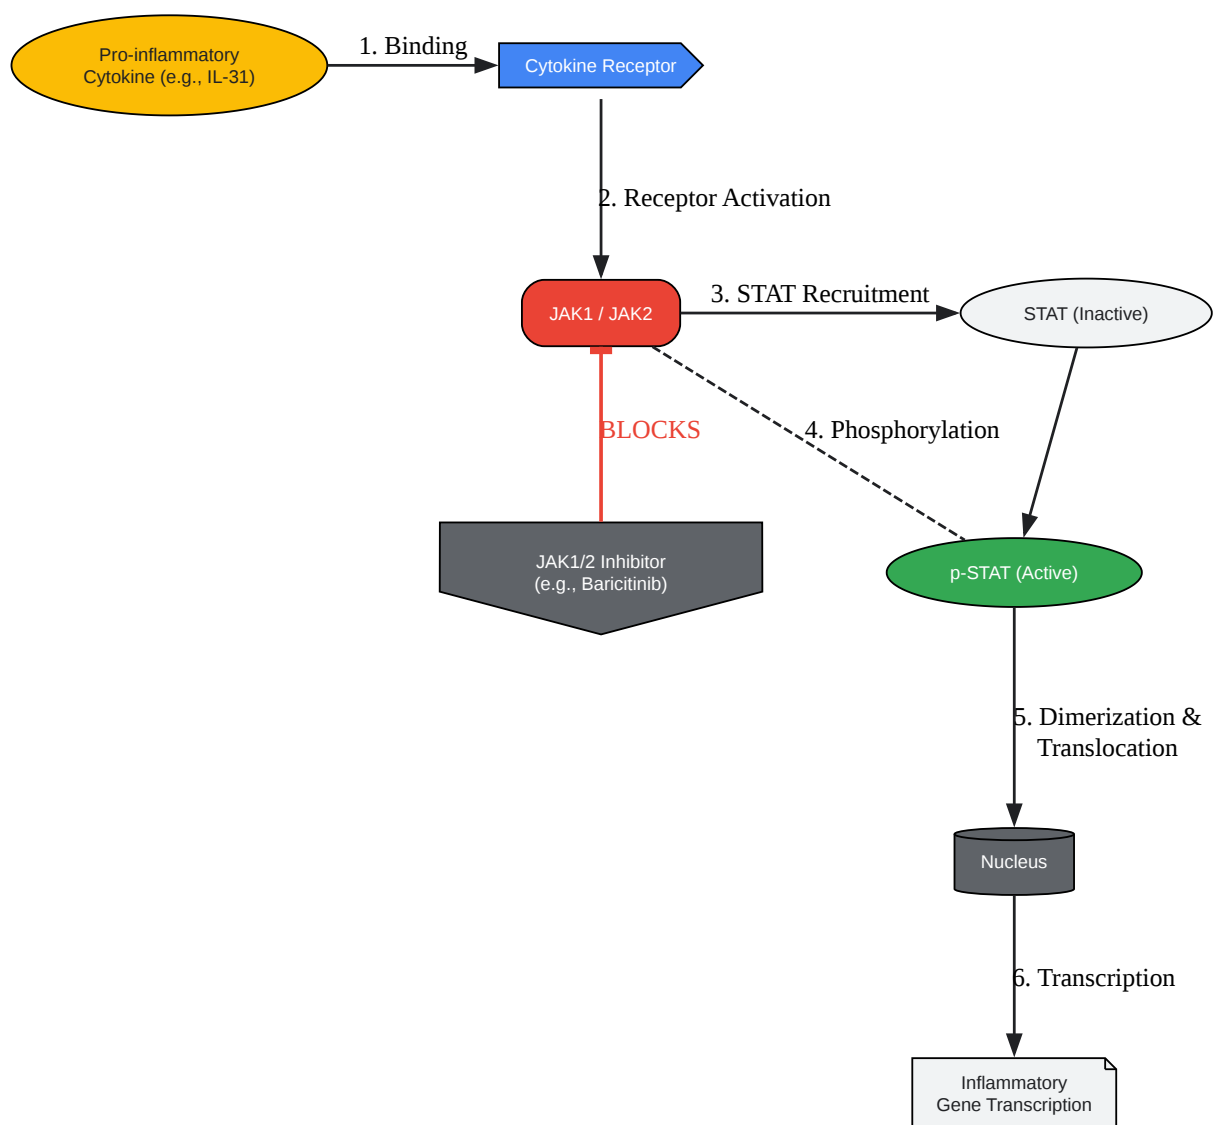 Pro-inflammatory
Cytokine (e.g., IL-31)
1. Binding
Cytokine Receptor
2. Receptor Activation
JAK1 / JAK2
3. STAT Recruitment
STAT (Inactive)
BLOCKS
4. Phosphorylation
JAK1/2 Inhibitor
(e.g., Baricitinib)
p-STAT (Active)
5. Dimerization &
Translocation
Nucleus
6. Transcription
Inflammatory
Gene Transcription